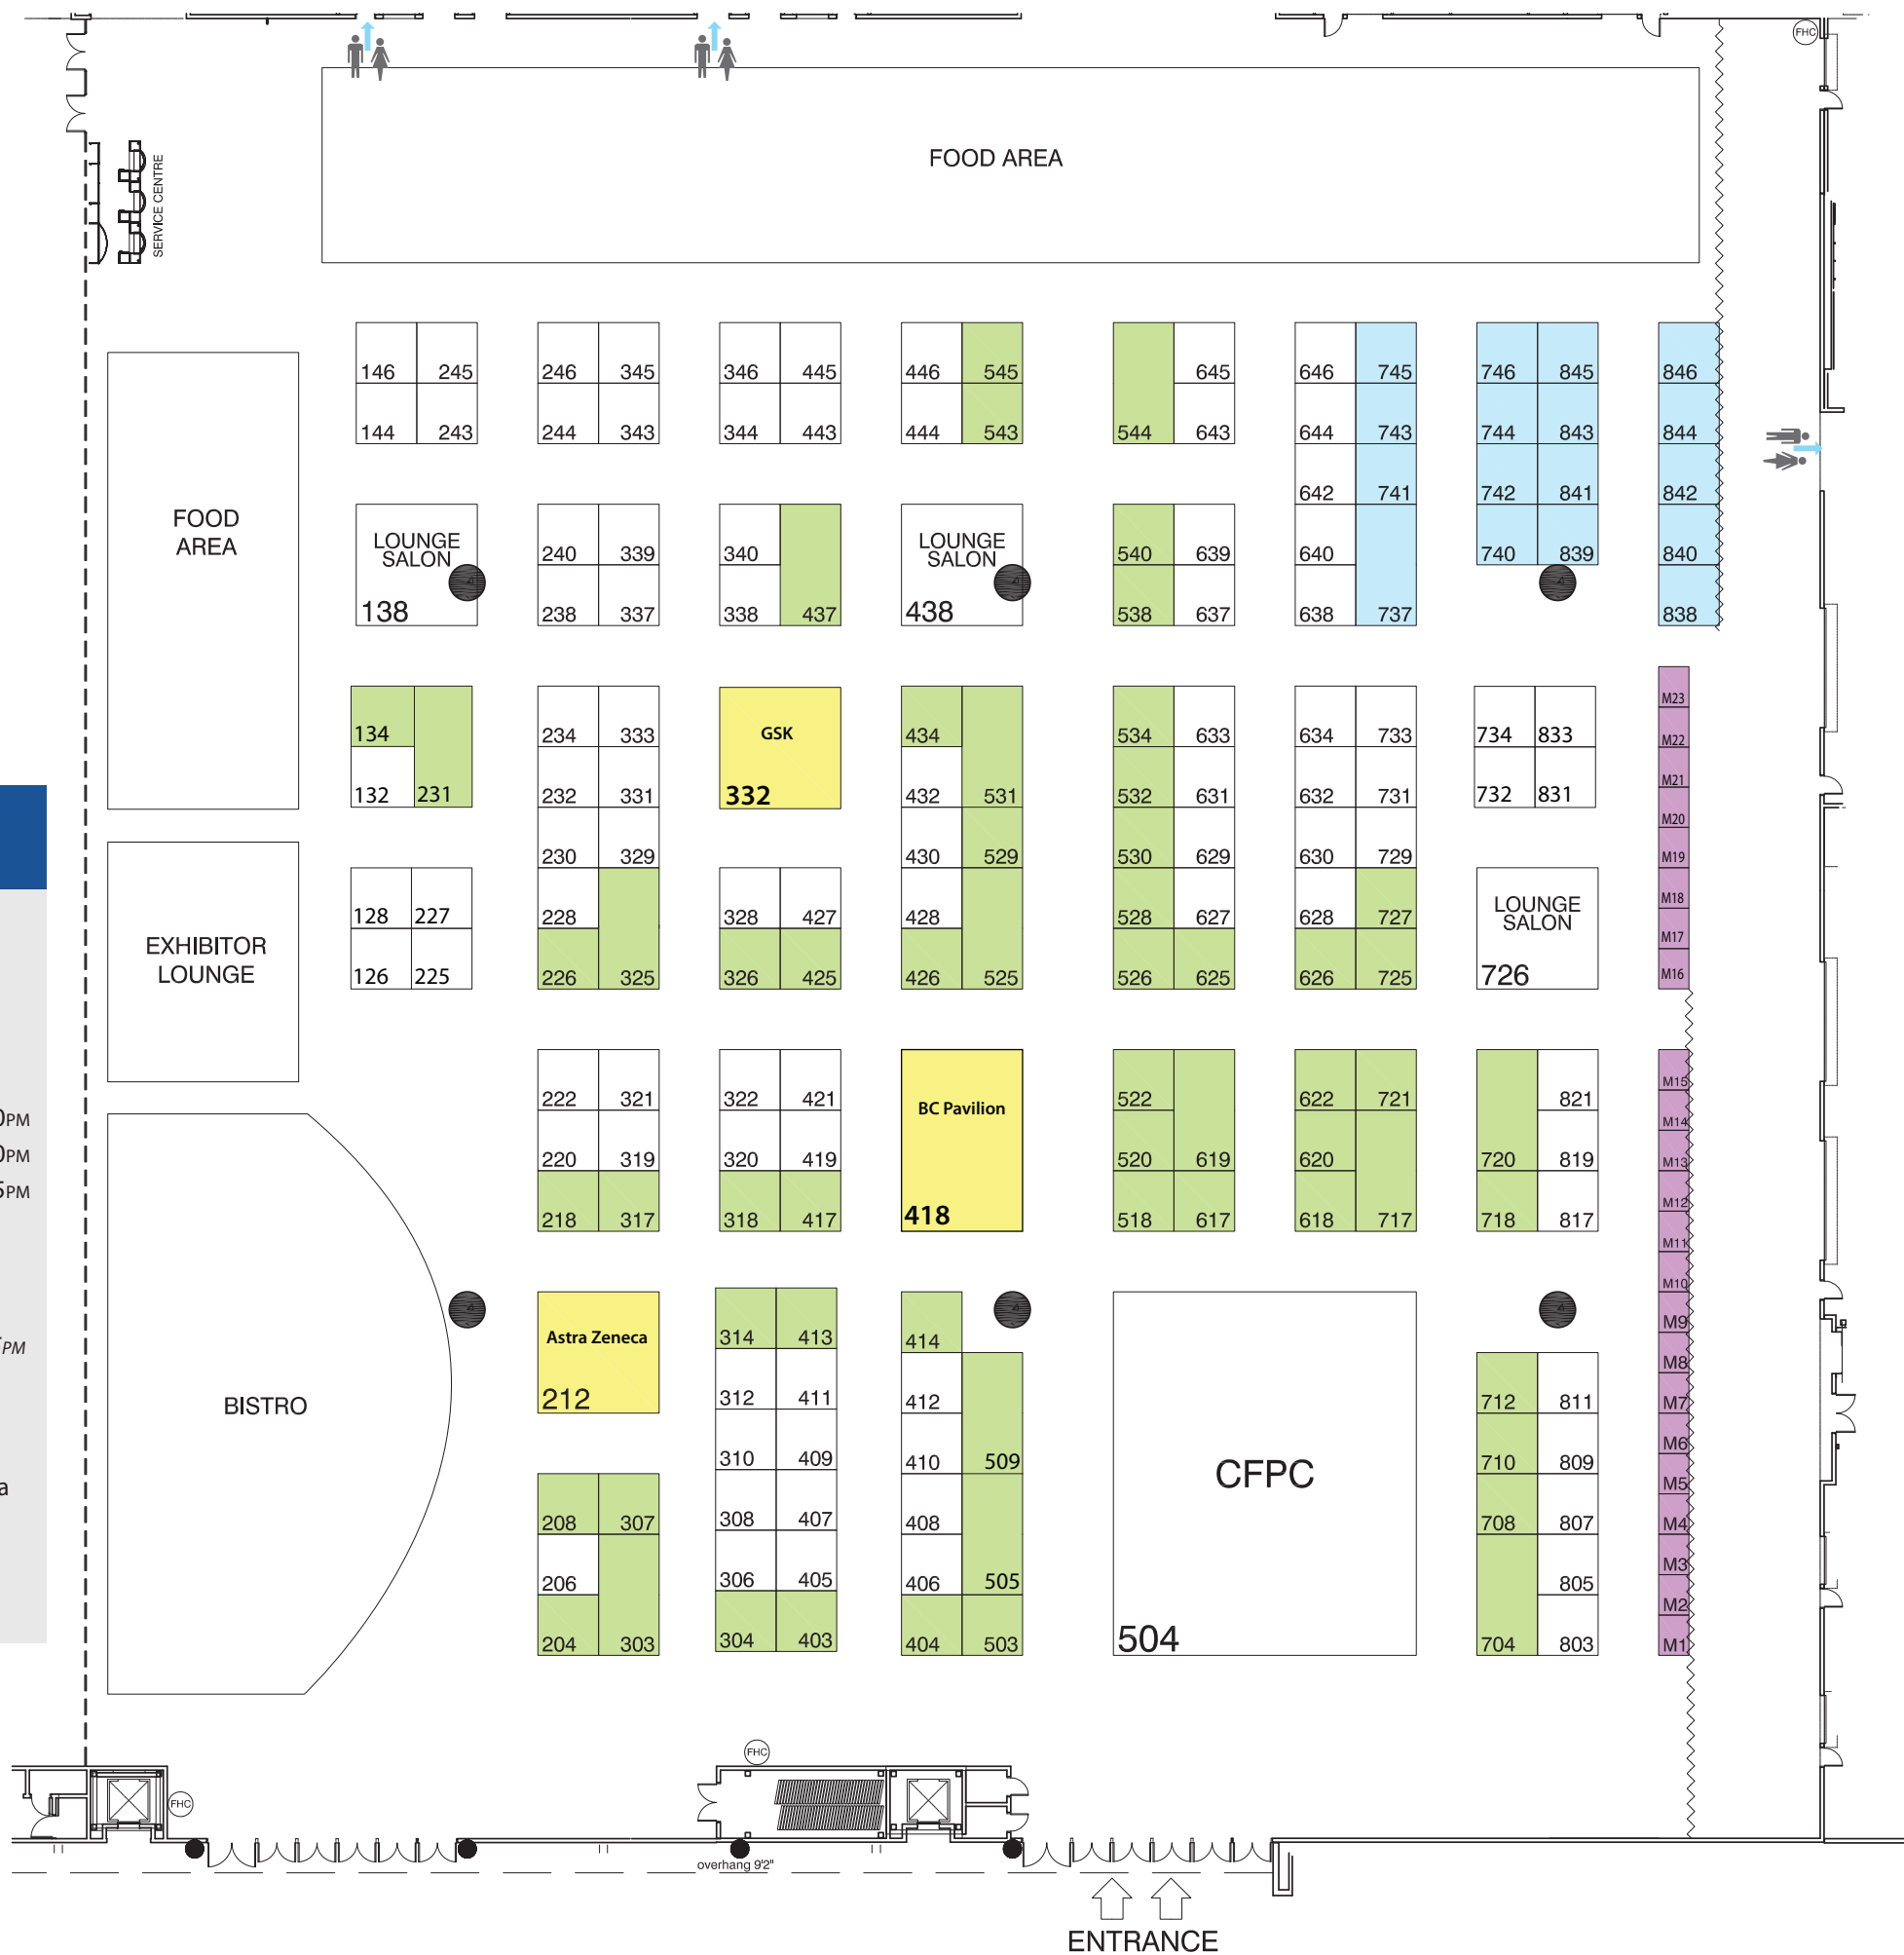 FHC
SERVICE CENTRE
FOOD AREA
146 245 246 345 346 445 446 545 544 645 646 745 746 845 846
144 243 244 343 344 443 444 543 643 644 743 744 843 844
642 741 742 841 842
FOOD
AREA
LOUNGE
SALON
138
240 339 340
238 337 338 437
LOUNGE
SALON
438
540 639 640 740 839 840
538 637 638 737 838
134 234 333
GSK
332
434 534 633 634 733 734 833
132 231 232 331 432 531 532 631 632 731 732 831
230 329 430 529 530 629 630 729
128 227 228 328 427 428 528 627 628 727
126 225 226 325 326 425 426 525 526 625 626 725
LOUNGE
SALON
726
M23
M22
M21
M20
M19
M18
M17
M16
EXHIBITOR
LOUNGE
222 321 322 421
220 319 320 419
218 317 318 417
BC Pavilion
418
522 622 721 821
520 619 620 720 819
518 617 618 717 718 817
M15
M14
M13
M12
M11
M10
M9
M8
M7
M6
M5
M4
M3
M2
M1
PM
PM
PM
PM
a
BISTRO
Astra Zeneca
212
314 413 414
312 411 412
310 409 410 509
208 307 308 407 408
206 306 405 406 505
204 303 304 403 404 503
CFPC
504
712 811
710 809
708 807
805
704 803
FHC
FHC
overhang 9'2"
ENTRANCE